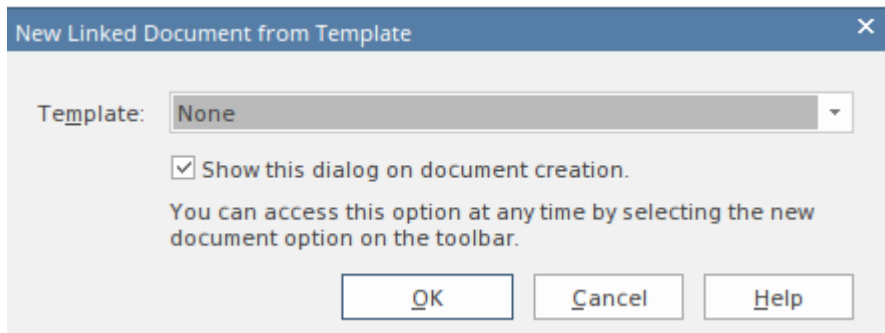 New Linked Document from Template
Template: None
Show this dialog on document creation.
You can access this option at any time by selecting the new
document option on the toolbar.
OK Cancel Help